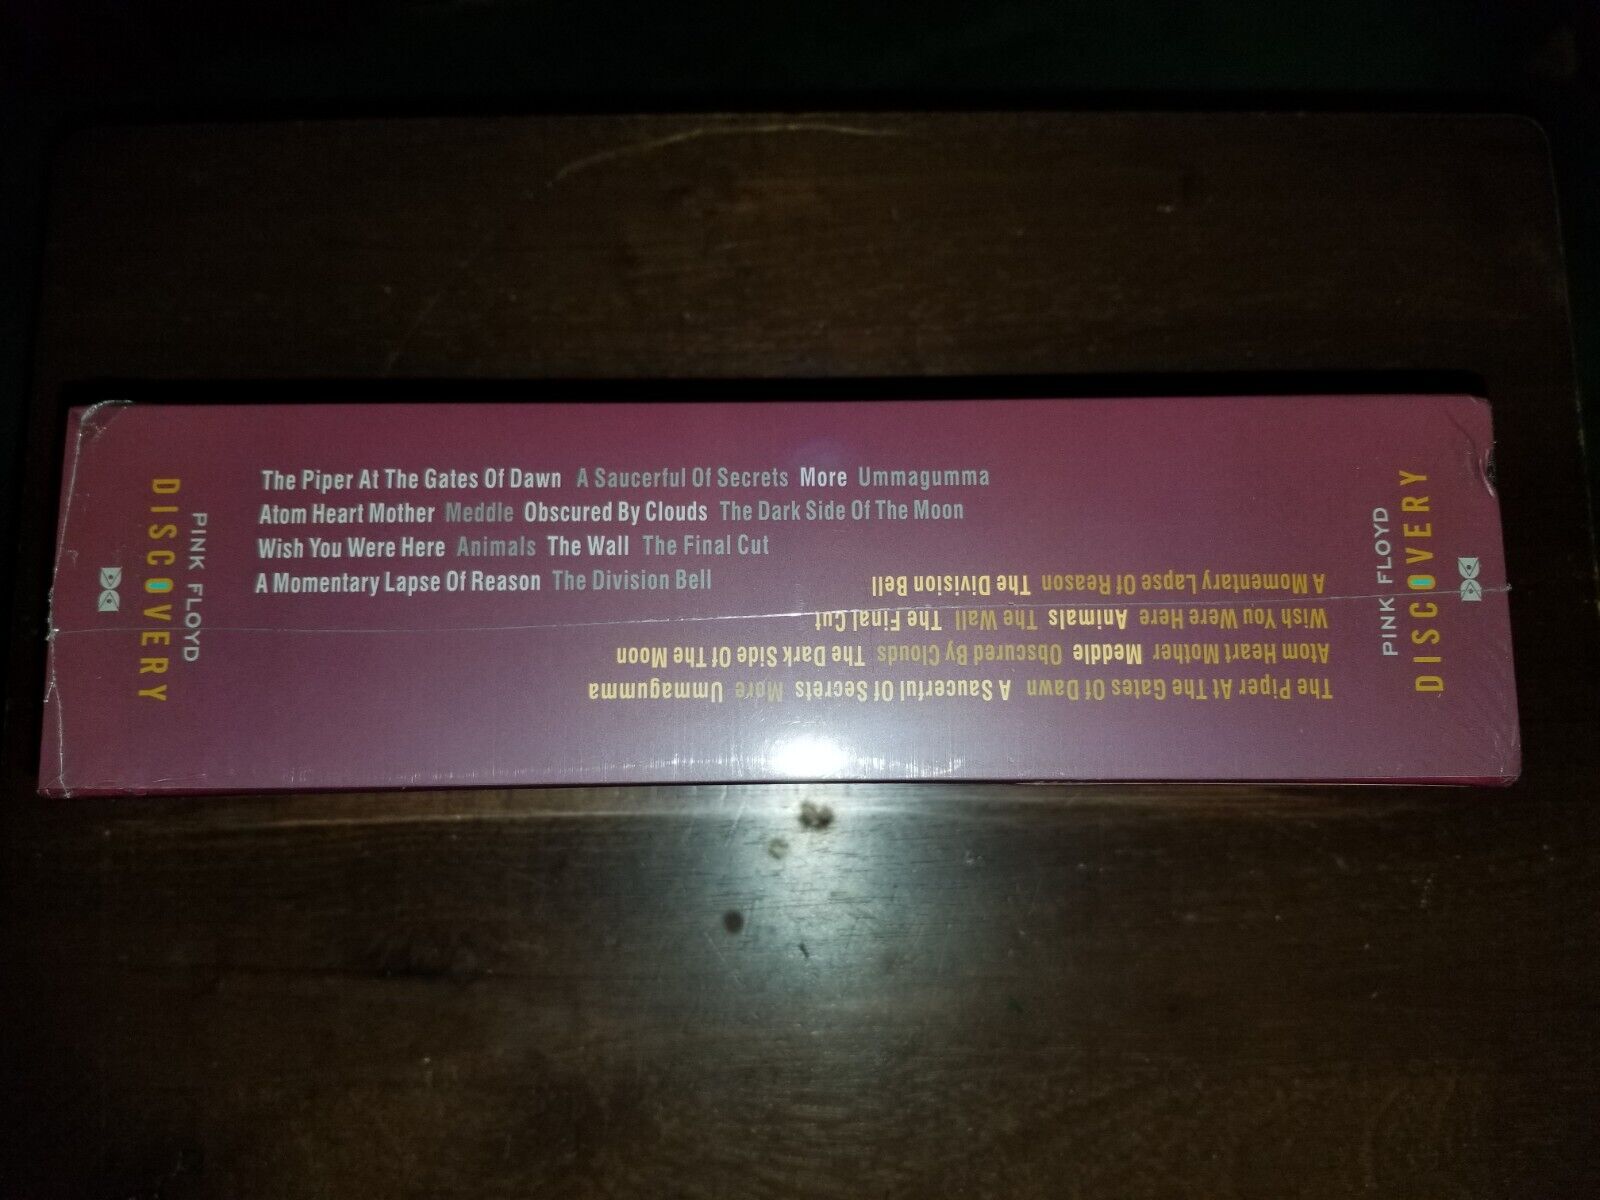 DISCOVERY
PINK FLOYD
The Piper At The Gates Of Dawn A Saucerful Of Secrets More Ummagumma
Atom Heart Mother Meddle Obscured By Clouds The Dark Side Of The Moon
Wish You Were Here Animals The Wall The Final Cut
A Momentary Lapse Of Reason The Division Bell
The Piper At The Gates Of Dawn A Saucerful Of Secrets More Ummagumma
Atom Heart Mother Meddle Obscured By Clouds The Dark Side Of The Moon
Wish You Were Here Animals The Wall The Final Cut
A Momentary Lapse Of Reason The Division Bell
PINK FLOYD
DISCOVERY